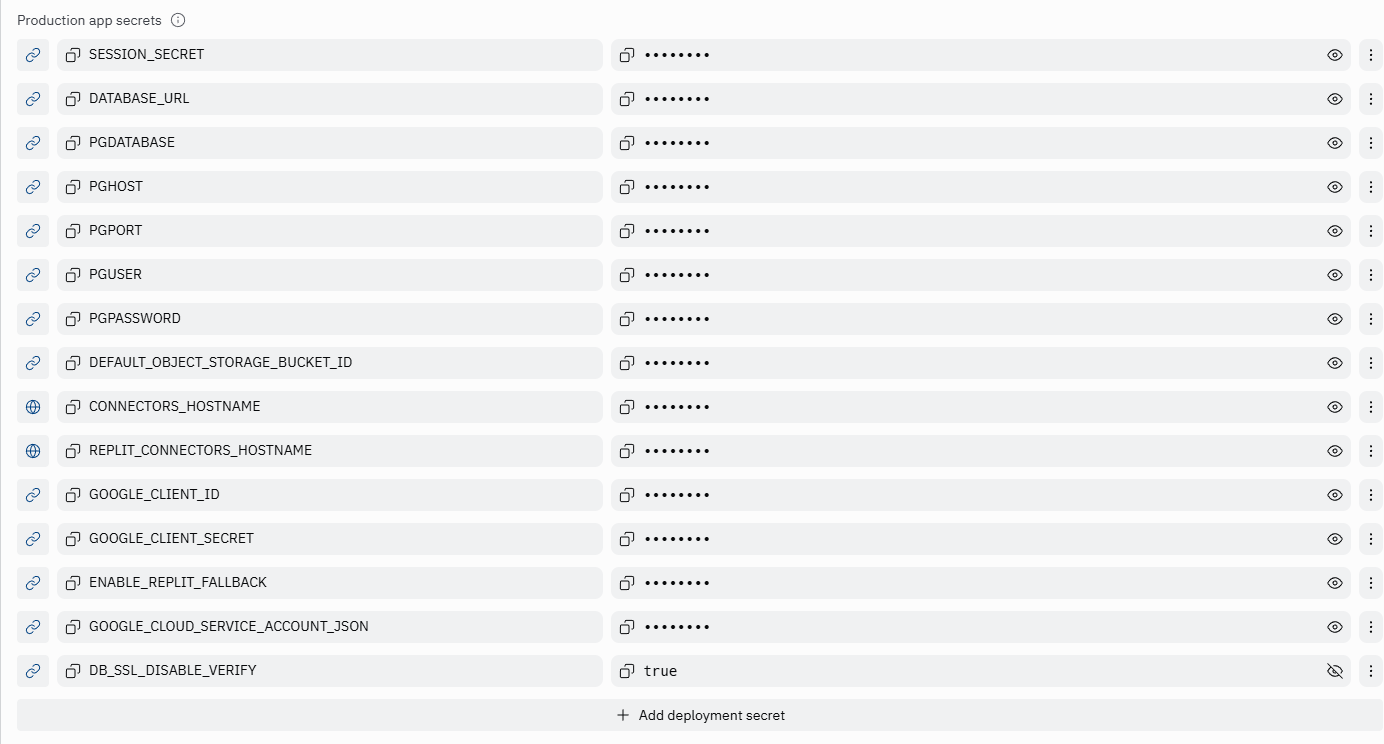 Production app secrets
SESSION_SECRET ••••••••
DATABASE_URL ••••••••
PGDATABASE ••••••••
PGHOST ••••••••
PGPORT ••••••••
PGUSER ••••••••
PGPASSWORD ••••••••
DEFAULT_OBJECT_STORAGE_BUCKET_ID ••••••••
CONNECTORS_HOSTNAME ••••••••
REPLIT_CONNECTORS_HOSTNAME ••••••••
GOOGLE_CLIENT_ID ••••••••
GOOGLE_CLIENT_SECRET ••••••••
ENABLE_REPLIT_FALLBACK ••••••••
GOOGLE_CLOUD_SERVICE_ACCOUNT_JSON ••••••••
DB_SSL_DISABLE_VERIFY true
+ Add deployment secret